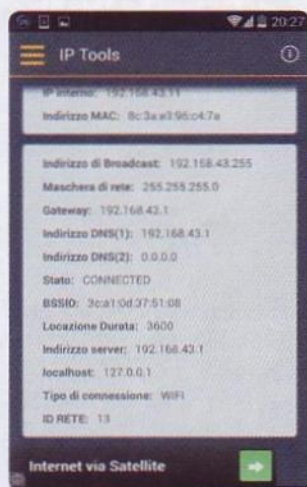 20:27
IP Tools
IP interno: 192.168.43.11
Indirizzo MAC: 8c:3a:e3:95:c4:7a
Indirizzo di Broadcast: 192.168.43.255
Maschera di rete: 255.255.255.0
Gateway: 192.168.43.1
Indirizzo DNS(1): 192.168.43.1
Indirizzo DNS(2): 0.0.0.0
Stato: CONNECTED
BSSID: 3c:a1:0d:37:51:08
Locazione Durata: 3600
Indirizzo server: 192.168.43.1
localhost: 127.0.0.1
Tipo di connessione: WIFI
ID RETE: 13
Internet via Satellite